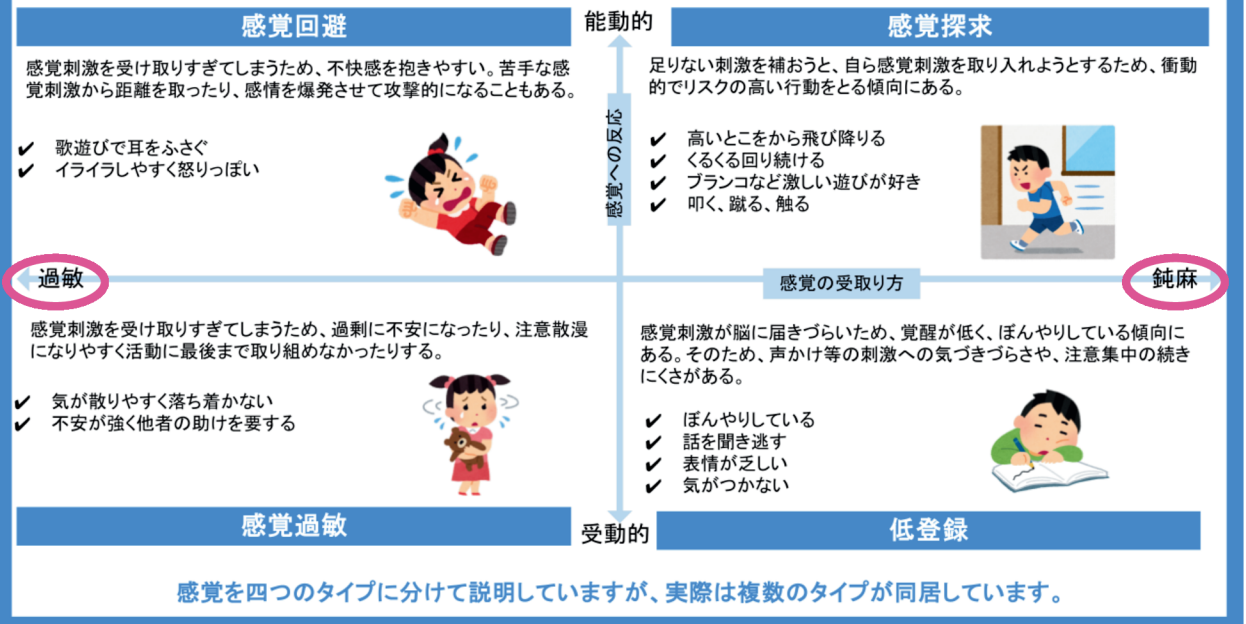 感覚回避
能動的
感覚探求
感覚刺激を受け取りすぎてしまうため、不快感を抱きやすい。苦手な感
覚刺激から距離を取ったり、感情を爆発させて攻撃的になることもある。
✔ 歌遊びで耳をふさぐ
✔ イライラしやすく怒りっぽい
足りない刺激を補おうと、自ら感覚刺激を取り入れようとするため、衝動
的でリスクの高い行動をとる傾向にある。
✔ 高いとこをから飛び降りる
✔ くるくる回り続ける
✔ ブランコなど激しい遊びが好き
✔ 叩く、蹴る、触る
感覚への反応
過敏
感覚の受取り方
鈍麻
感覚刺激を受け取りすぎてしまうため、過剰に不安になったり、注意散漫
になりやすく活動に最後まで取り組めなかったりする。
✔ 気が散りやすく落ち着かない
✔ 不安が強く他者の助けを要する
感覚刺激が脳に届きづらいため、覚醒が低く、ぼんやりしている傾向に
ある。そのため、声かけ等の刺激への気づきづらさや、注意集中の続き
にくさがある。
✔ ぼんやりしている
✔ 話を聞き逃す
✔ 表情が乏しい
✔ 気がつかない
感覚過敏
受動的
低登録
感覚を四つのタイプに分けて説明していますが、実際は複数のタイプが同居しています。